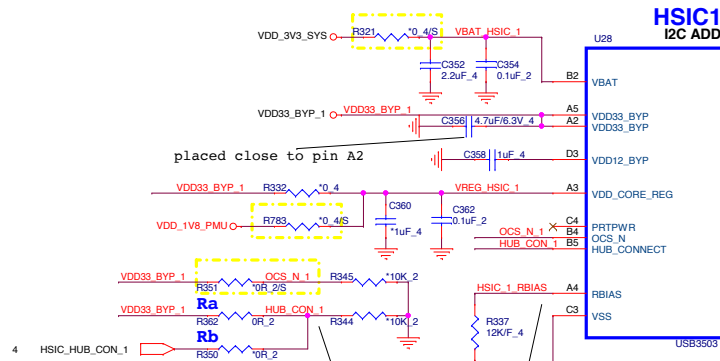 HSIC1
I2C ADD
U28
VDD_3V3_SYS
R321
*0_4/S
VBAT_HSIC_1
C352
2.2uF_4
C354
0.1uF_2
B2
VBAT
VDD33_BYP_1
VDD33_BYP_1
A5
VDD33_BYP
C356
4.7uF/6.3V_4
A2
VDD33_BYP
placed close to pin A2
C358
1uF_4
D3
VDD12_BYP
VDD33_BYP_1
R332
*0_4
VREG_HSIC_1
A3
VDD_CORE_REG
VDD_1V8_PMU
R783
*0_4/S
C360
*1uF_4
C362
0.1uF_2
C4
PRTPWR
OCS_N_1
B4
OCS_N
HUB_CON_1
B5
HUB_CONNECT
VDD33_BYP_1
R351
*0R_2/S
OCS_N_1
R345
*10K_2
HSIC_1_RBIAS
A4
RBIAS
Ra
VDD33_BYP_1
R362
0R_2
HUB_CON_1
R344
*10K_2
C3
VSS
R337
12K/F_4
Rb
4
HSIC_HUB_CON_1
R350
*0R_2
USB3503